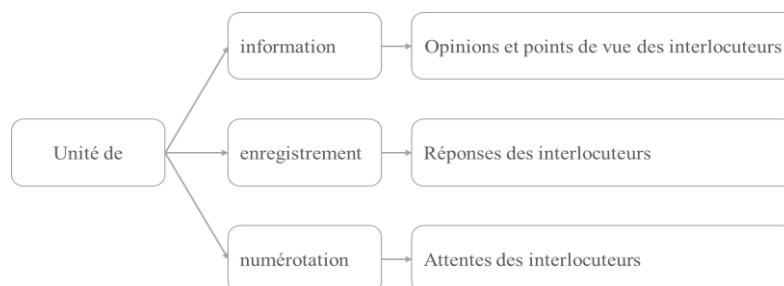 information
Opinions et points de vue des interlocuteurs
Unité de
enregistrement
Réponses des interlocuteurs
numérotation
Attentes des interlocuteurs